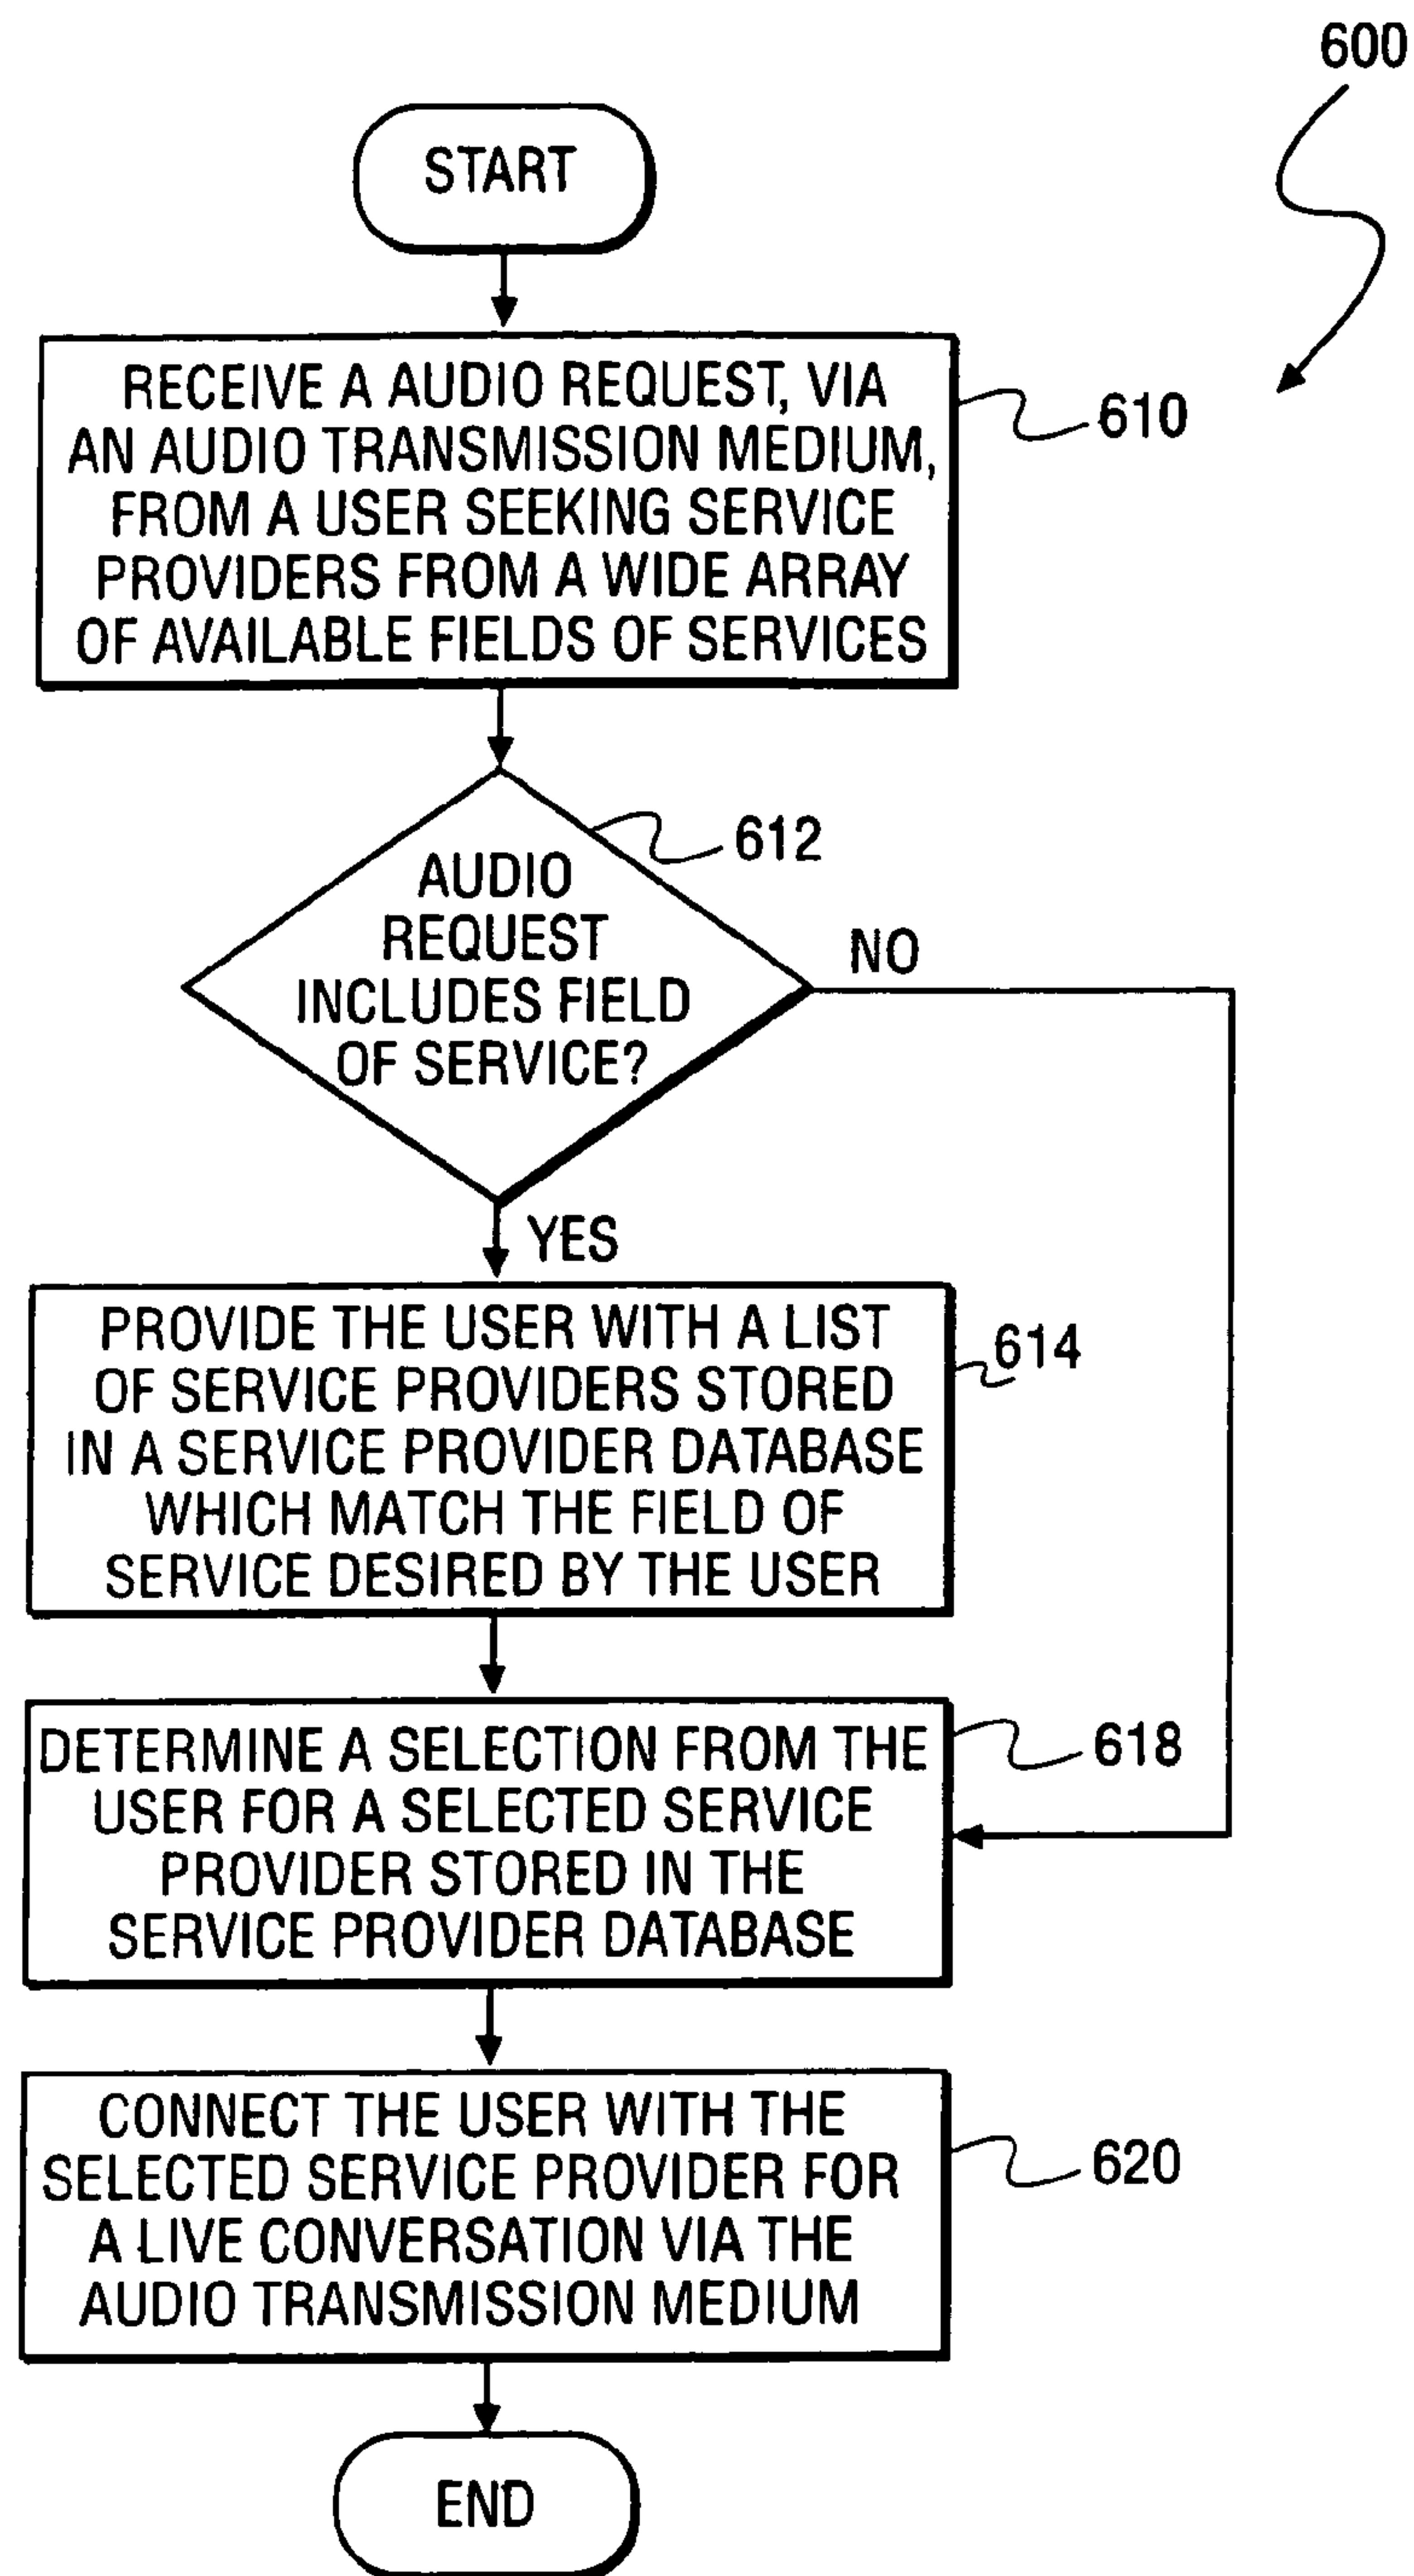 600
START
RECEIVE A AUDIO REQUEST, VIA
AN AUDIO TRANSMISSION MEDIUM,
FROM A USER SEEKING SERVICE
PROVIDERS FROM A WIDE ARRAY
OF AVAILABLE FIELDS OF SERVICES
610
612
AUDIO
REQUEST
INCLUDES FIELD
OF SERVICE?
NO
YES
PROVIDE THE USER WITH A LIST
OF SERVICE PROVIDERS STORED
IN A SERVICE PROVIDER DATABASE
WHICH MATCH THE FIELD OF
SERVICE DESIRED BY THE USER
614
DETERMINE A SELECTION FROM THE
USER FOR A SELECTED SERVICE
PROVIDER STORED IN THE
SERVICE PROVIDER DATABASE
618
CONNECT THE USER WITH THE
SELECTED SERVICE PROVIDER FOR
A LIVE CONVERSATION VIA THE
AUDIO TRANSMISSION MEDIUM
620
END